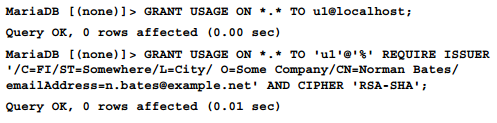 MariaDB [(none)]> GRANT USAGE ON *.* TO u1@localhost;
Query OK, 0 rows affected (0.00 sec)
MariaDB [(none)]> GRANT USAGE ON *.* TO 'u1'@'%' REQUIRE ISSUER
'/C=FI/ST=Somewhere/L=City/ O=Some Company/CN=Norman Bates/
emailAddress=n.bates@example.net' AND CIPHER 'RSA-SHA';
Query OK, 0 rows affected (0.01 sec)